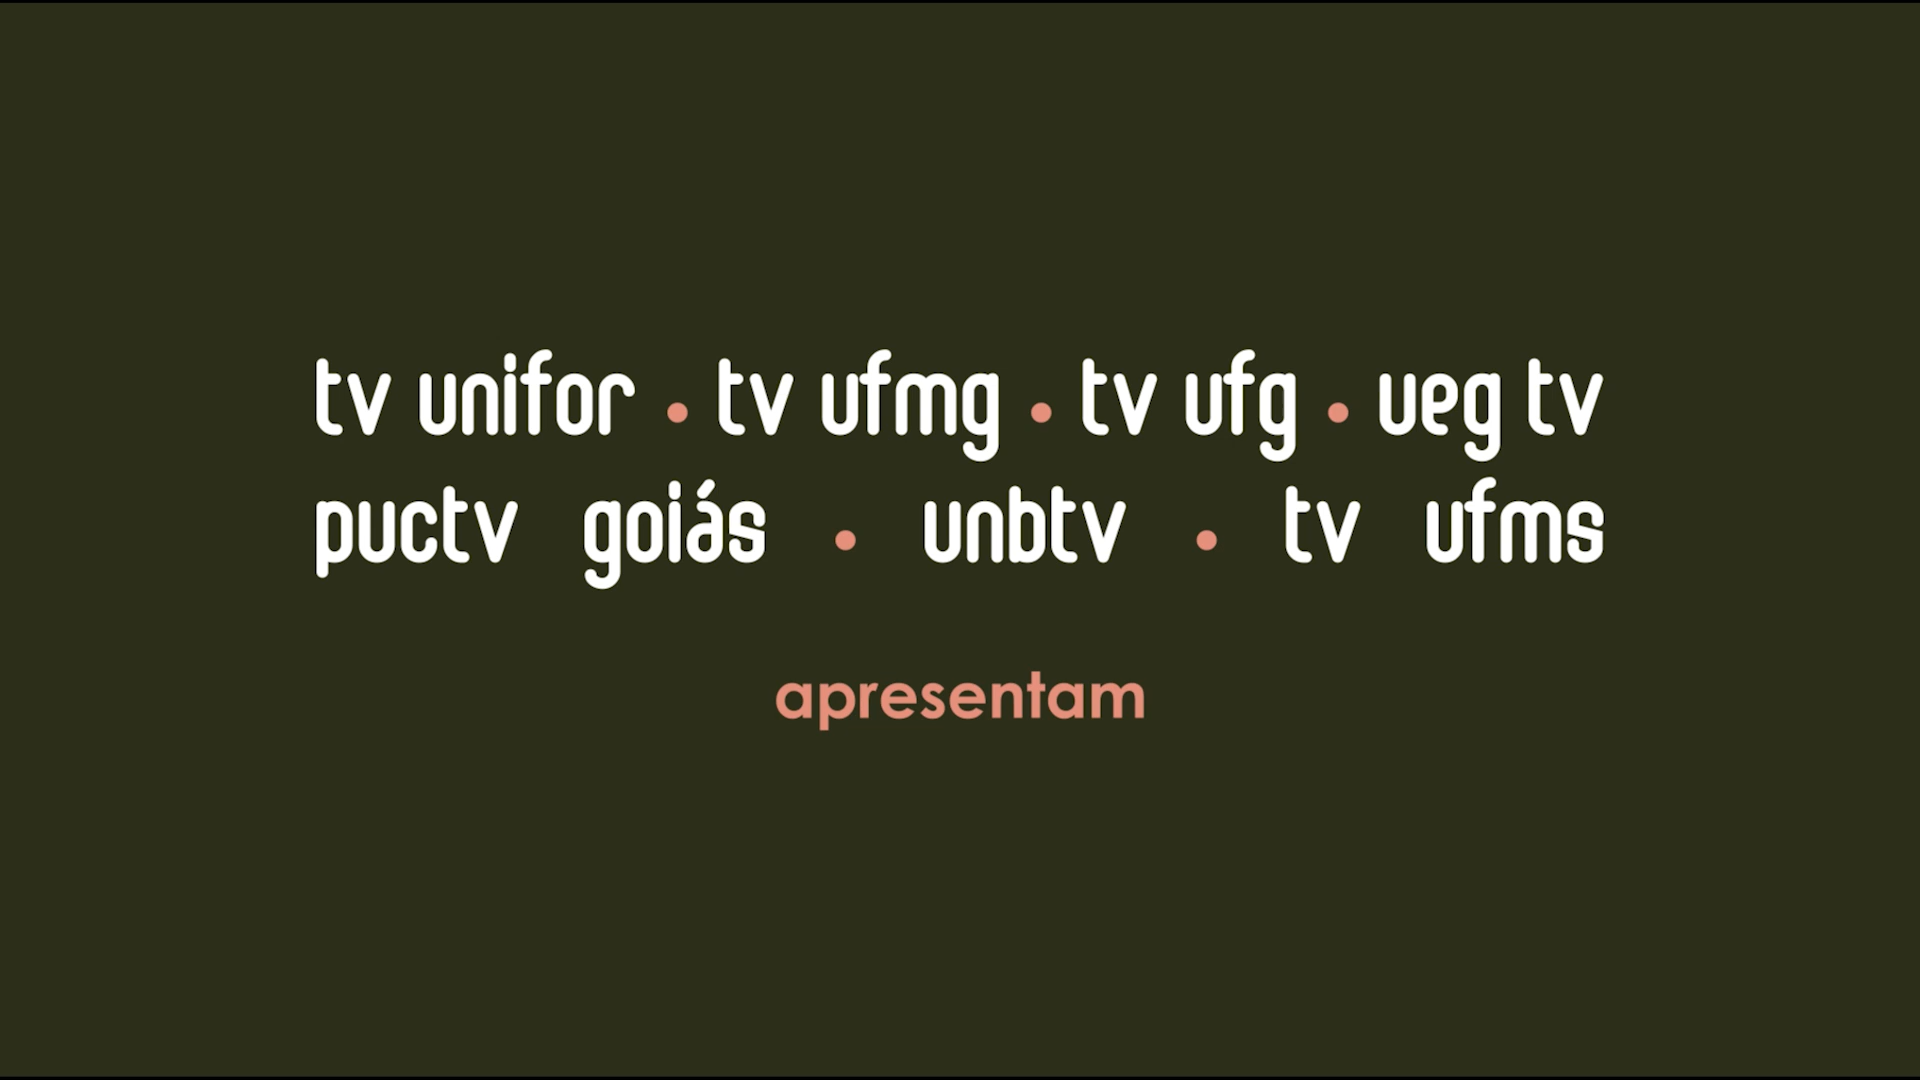 tv unifor • tv ufmg • tv ufg • ueg tv
puctv goiás • unbtv • tv ufms
apresentam